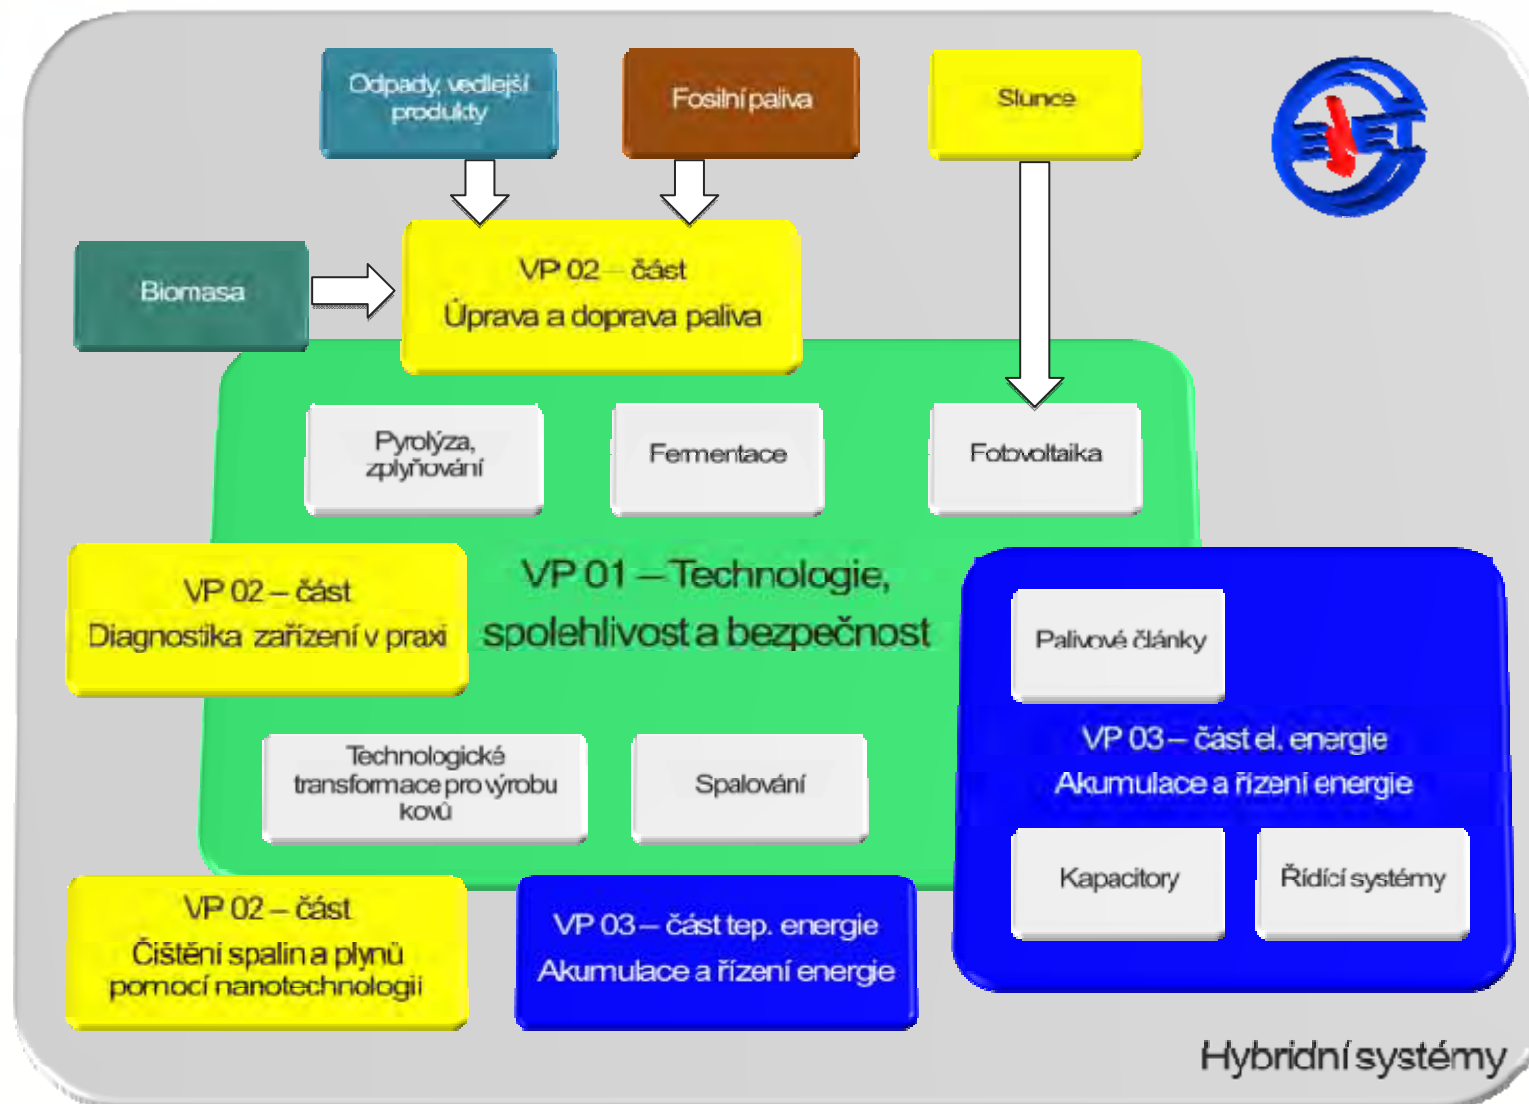 Odpady, vedlejší
produkty
Fosilní paliva
Slunce
ENET
Biomasa
VP 02 – část
Úprava a doprava paliva
Pyrolýza,
zplyňování
Fermentace
Fotovoltaika
VP 02 – část
Diagnostika zařízení v praxi
VP 01 – Technologie,
spolehlivost a bezpečnost
Palivové články
VP 03 – část el. energie
Akumulace a řízení energie
Technologické
transformace pro výrobu
kovů
Spalování
Kapacitory
Řídící systémy
VP 02 – část
Čištění spalin a plynů
pomocí nanotechnologií
VP 03 – část tep. energie
Akumulace a řízení energie
Hybridní systémy